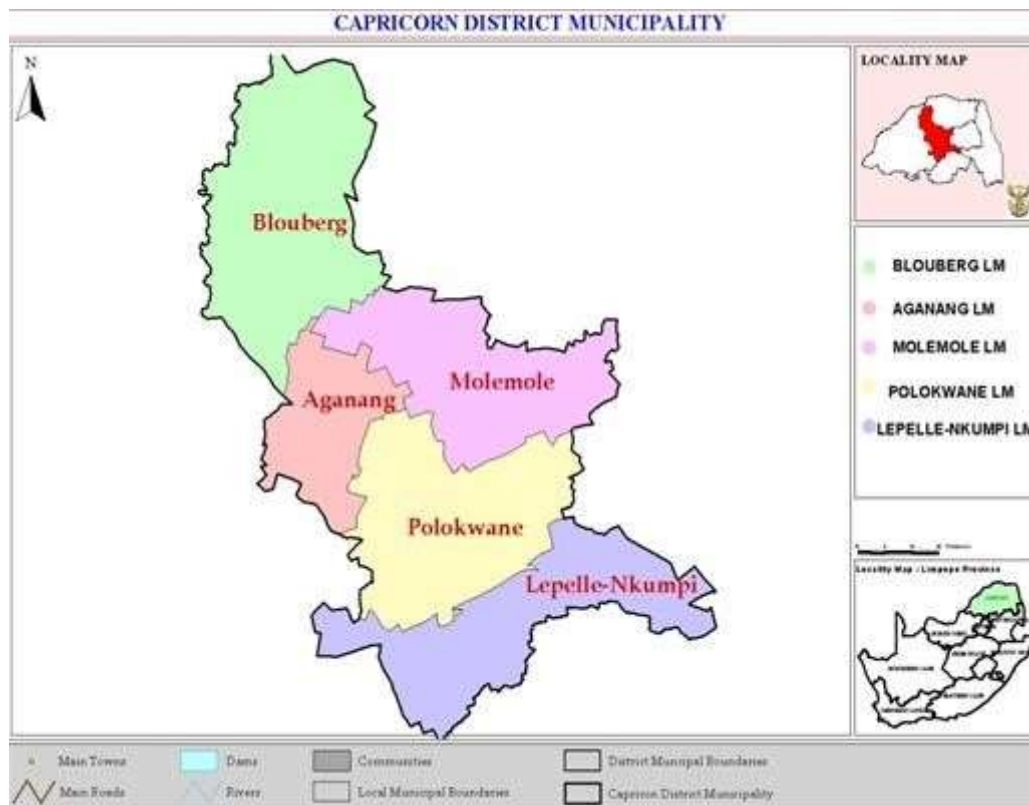 CAPRICORN DISTRICT MUNICIPALITY
N
LOCALITY MAP
Blouberg
Molemole
Aganang
Polokwane
Lepelle-Nkumpi
BLOUBERG LM
AGANANG LM
MOLEMOLE LM
POLOKWANE LM
LEPELLE-NKUMPI LM
Locality Map - Limpopo Province
Main Towns
Dams
Communities
District Municipal Boundaries
Main Roads
Rivers
Local Municipal Boundaries
Capricon District Municipality